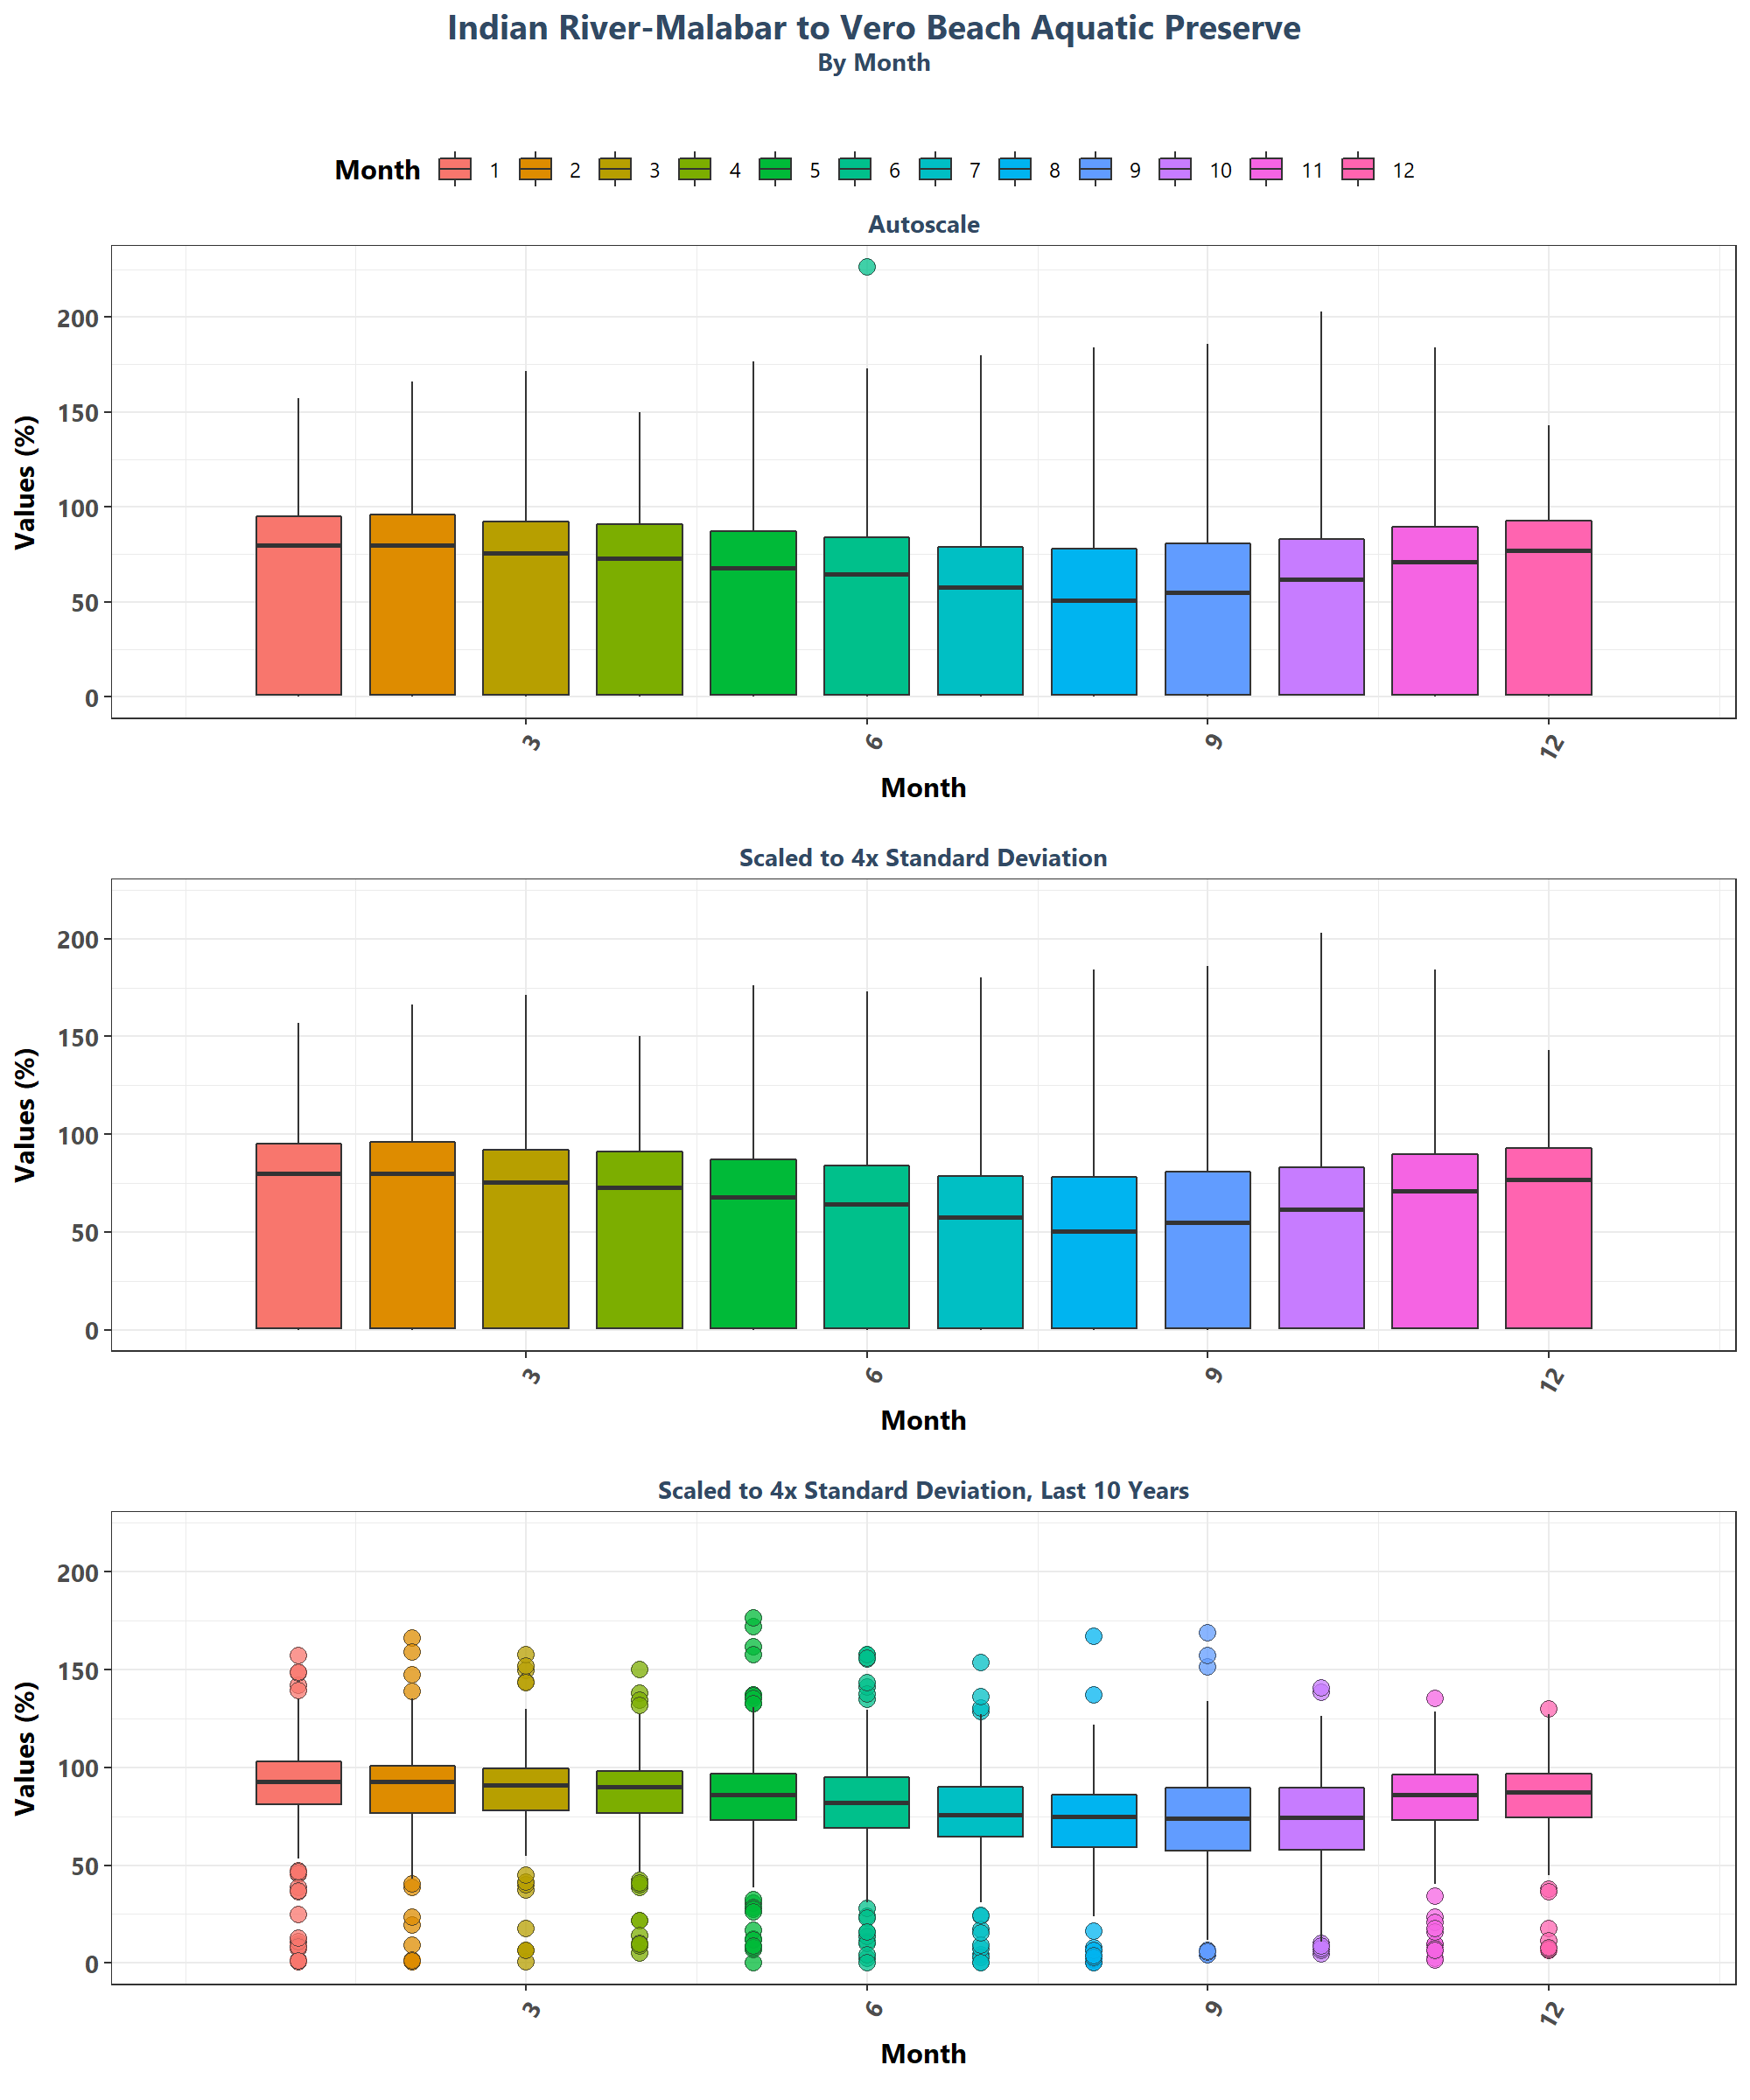 Indian River-Malabar to Vero Beach Aquatic Preserve
By Month
Month 1 2 3 4 5 6 7 8 9 10 11 12
Autoscale
Values (%)
200
150
100
50
0
3 6 9 12
Month
Scaled to 4x Standard Deviation
Values (%)
200
150
100
50
0
3 6 9 12
Month
Scaled to 4x Standard Deviation, Last 10 Years
Values (%)
200
150
100
50
0
3 6 9 12
Month